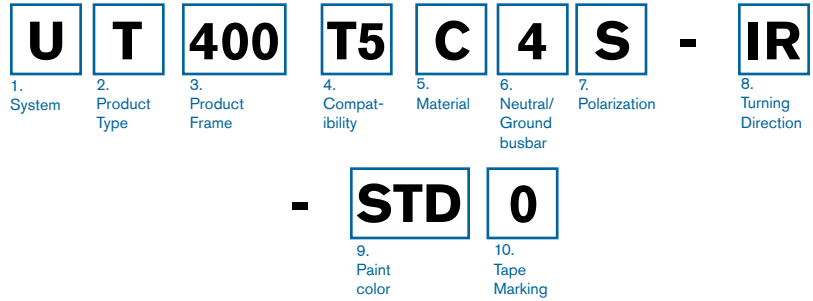 U T 400 T5 C 4 S - IR
1. System
2. Product Type
3. Product Frame
4. Compat-ibility
5. Material
6. Neutral/ Ground busbar
7. Polarization
8. Turning Direction
- STD 0
9. Paint color
10. Tape Marking